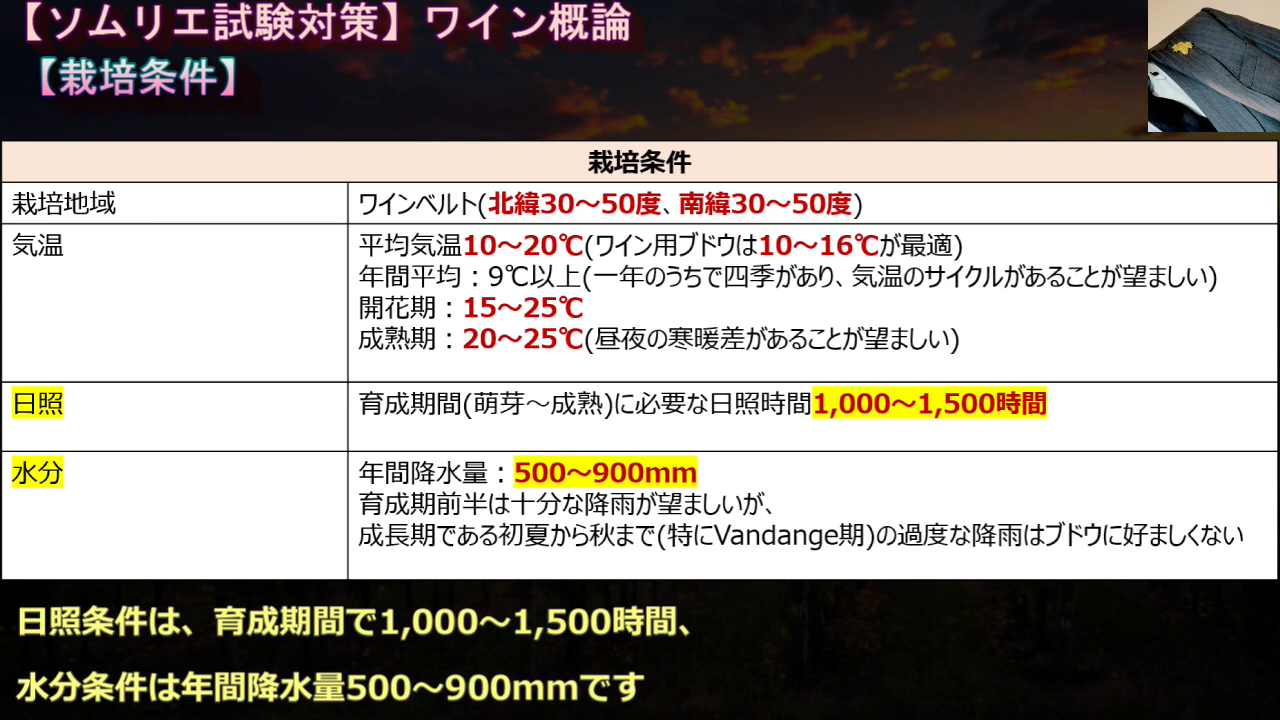 【ソムリエ試験対策】ワイン概論
【栽培条件】
栽培条件
栽培地域
ワインベルト(北緯30～50度、南緯30～50度)
気温
平均気温10～20℃(ワイン用ブドウは10～16℃が最適)
年間平均：9℃以上(一年のうちで四季があり、気温のサイクルがあることが望ましい)
開花期：15～25℃
成熟期：20～25℃(昼夜の寒暖差があることが望ましい)
日照
育成期間(萌芽～成熟)に必要な日照時間1,000～1,500時間
水分
年間降水量：500～900mm
育成期前半は十分な降雨が望ましいが、
成長期である初夏から秋まで(特にVandange期)の過度な降雨はブドウに好ましくない
日照条件は、育成期間で1,000～1,500時間、
水分条件は年間降水量500～900mmです